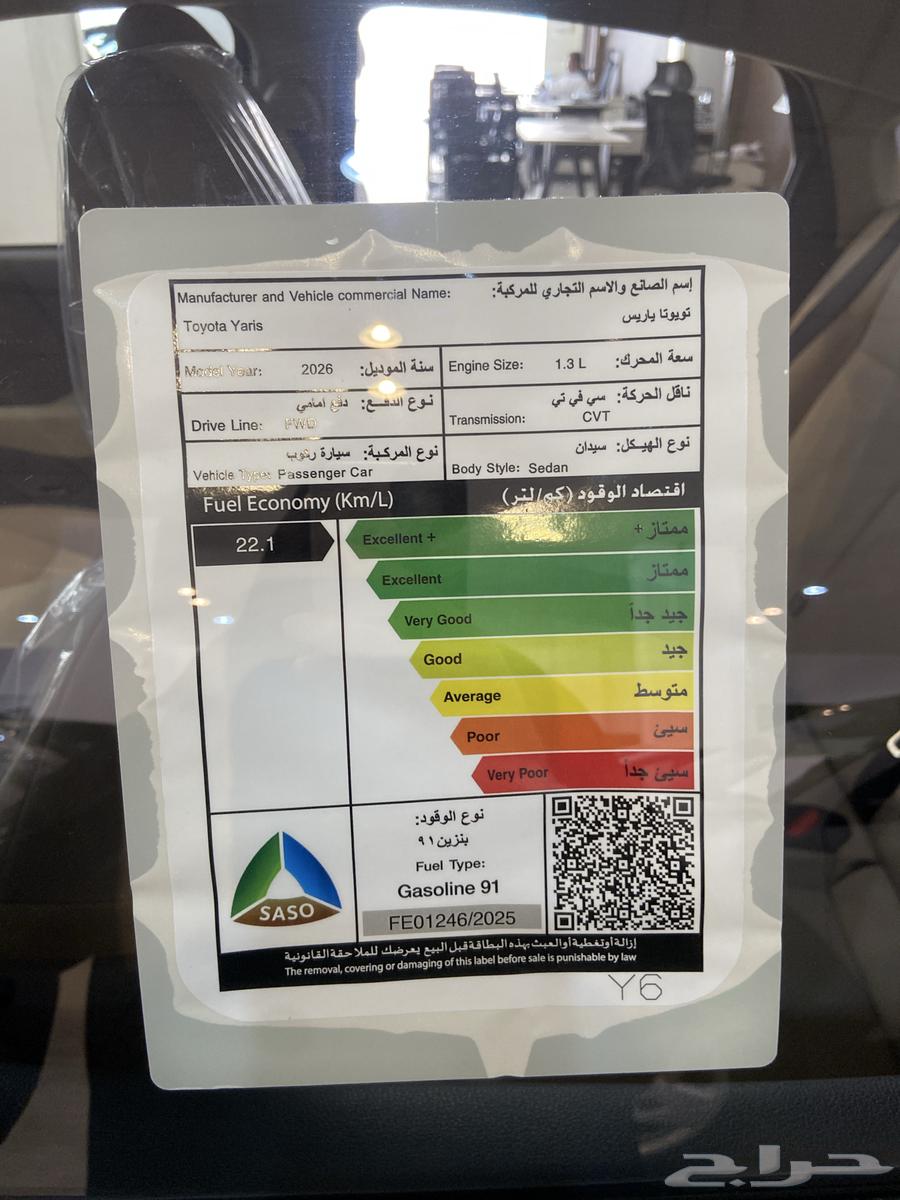 Manufacturer and Vehicle commercial Name: إسم الصانع والاسم التجاري للمركبة:
Toyota Yaris تويوتا ياريس
Model Year: 2026 سنة الموديل:
Engine Size: 1.3 L سعة المحرك:
نوع الدفع: دفع أمامي
Drive Line: FWD
ناقل الحركة: سي في تي
Transmission: CVT
نوع المركبة: سيارة ركوب
Vehicle Type: Passenger Car
نوع الهيكل: سيدان
Body Style: Sedan
Fuel Economy (Km/L) اقتصاد الوقود (كم/لتر)
22.1
Excellent + ممتاز +
Excellent ممتاز
Very Good جيد جداً
Good جيد
Average متوسط
Poor سيئ
Very Poor سيئ جداً
SASO
نوع الوقود:
بنزين ٩١
Fuel Type:
Gasoline 91
FE01246/2025
إزالة أو تغطية أو العبث بهذه البطاقة قبل البيع يعرضك للملاحقة القانونية
The removal, covering or damaging of this label before sale is punishable by law
Y6
حراج